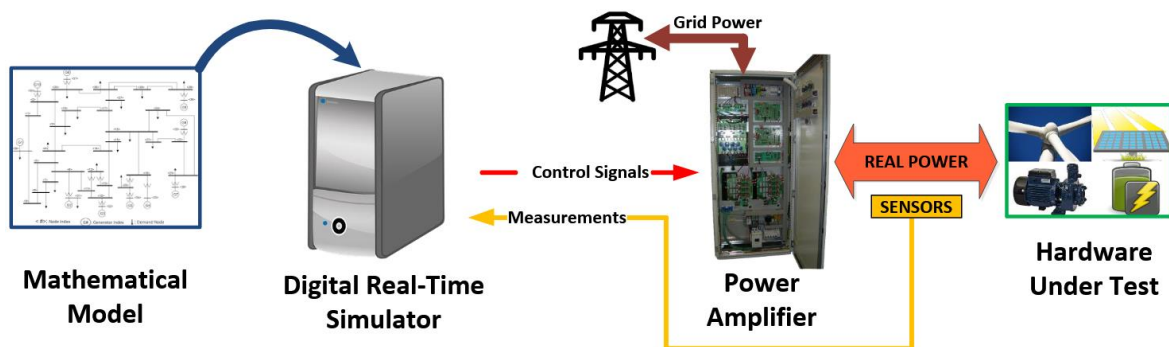 Grid Power
Control Signals
Measurements
REAL POWER
SENSORS
Mathematical
Model
Digital Real-Time
Simulator
Power
Amplifier
Hardware
Under Test